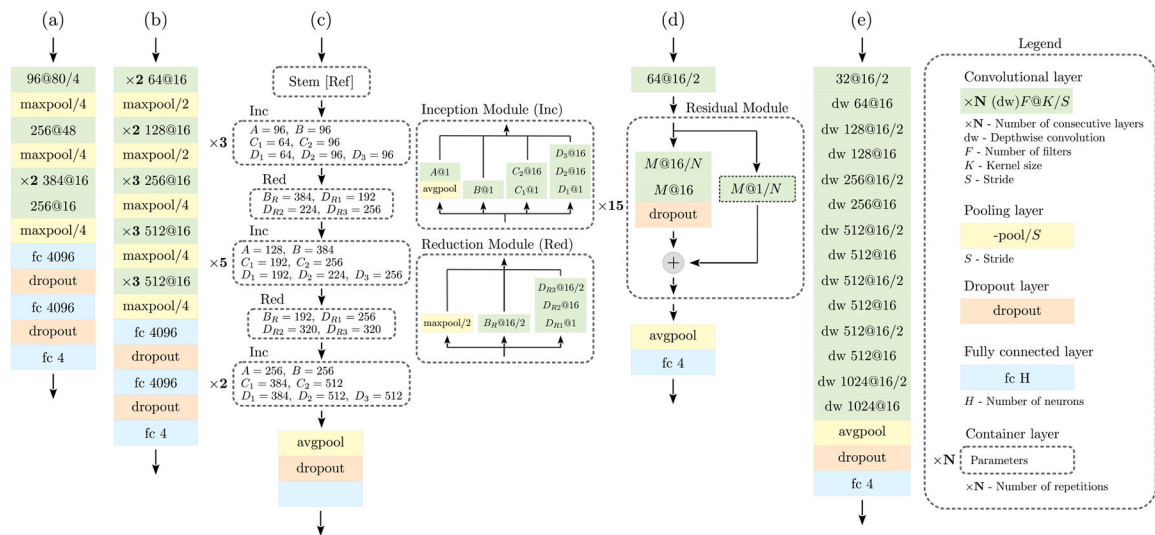 (a)
96@80/4
maxpool/4
256@48
maxpool/4
×2 384@16
256@16
maxpool/4
fc 4096
dropout
fc 4096
dropout
fc 4
(b)
×2 64@16
maxpool/2
×2 128@16
maxpool/2
×3 256@16
maxpool/4
×3 512@16
maxpool/4
×3 512@16
maxpool/4
fc 4096
dropout
fc 4096
dropout
fc 4
(c)
Stem [Ref]
Inc
×3
A = 96, B = 96
C₁ = 64, C₂ = 96
D₁ = 64, D₂ = 96, D₃ = 96
Red
B_R = 384, D_R1 = 192
D_R2 = 224, D_R3 = 256
Inc
×5
A = 128, B = 384
C₁ = 192, C₂ = 256
D₁ = 192, D₂ = 224, D₃ = 256
Red
B_R = 192, D_R1 = 256
D_R2 = 320, D_R3 = 320
Inc
×2
A = 256, B = 256
C₁ = 384, C₂ = 512
D₁ = 384, D₂ = 512, D₃ = 512
avgpool
dropout
Inception Module (Inc)
A@1
avgpool
B@1
C₂@16
C₁@1
D₃@16
D₂@16
D₁@1
Reduction Module (Red)
maxpool/2
B_R@16/2
D_R3@16/2
D_R2@16
D_R1@1
(d)
64@16/2
Residual Module
×15
M@16/N
M@16
dropout
M@1/N
+
avgpool
fc 4
(e)
32@16/2
dw 64@16
dw 128@16/2
dw 128@16
dw 256@16/2
dw 256@16
dw 512@16/2
dw 512@16
dw 512@16/2
dw 512@16
dw 512@16/2
dw 512@16
dw 1024@16/2
dw 1024@16
avgpool
dropout
fc 4
Legend
Convolutional layer
×N (dw)F@K/S
×N - Number of consecutive layers
dw - Depthwise convolution
F - Number of filters
K - Kernel size
S - Stride
Pooling layer
-pool/S
S - Stride
Dropout layer
dropout
Fully connected layer
fc H
H - Number of neurons
Container layer
×N
Parameters
×N - Number of repetitions